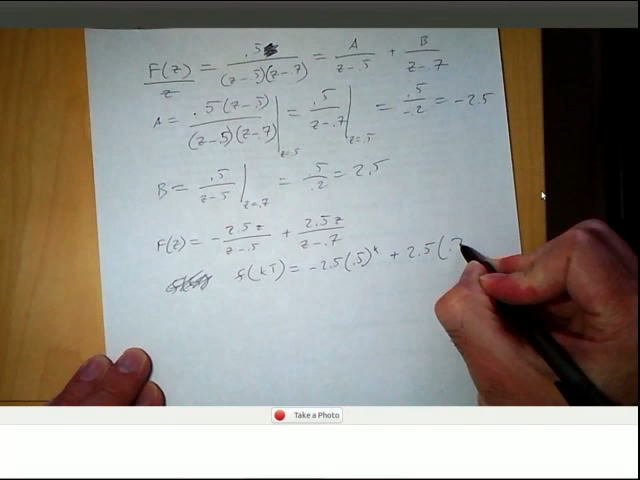 F(z)/z = .5/(z-.5)(z-.7) = A/z-.5 + B/z-.7
A = .5(z-.5)/(z-.5)(z-.7)|z=.5 = .5/z-.7|z=.5 = .5/-.2 = -2.5
B = .5/z-.5|z=.7 = .5/.2 = 2.5
F(z) = - 2.5z/z-.5 + 2.5z/z-.7
f(kT) = -2.5(.5)^k + 2.5(.7
Take a Photo